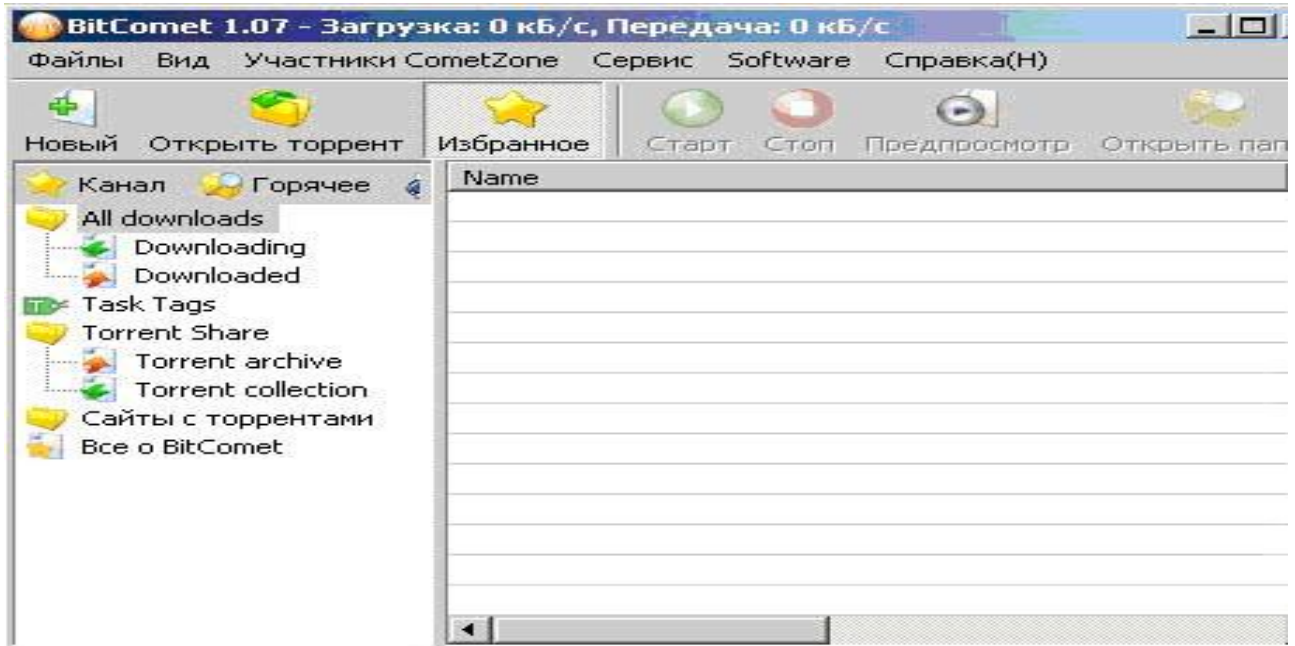 BitComet 1.07 - Загрузка: 0 кБ/с, Передача: 0 кБ/с
Файлы Вид Участники CometZone Сервис Software Справка(Н)
Новый Открыть торрент Избранное Старт Стоп Предпросмотр Открыть пап
Канал Горячее Name
All downloads
Downloading
Downloaded
Task Tags
Torrent Share
Torrent archive
Torrent collection
Сайты с торрентами
Все о BitComet